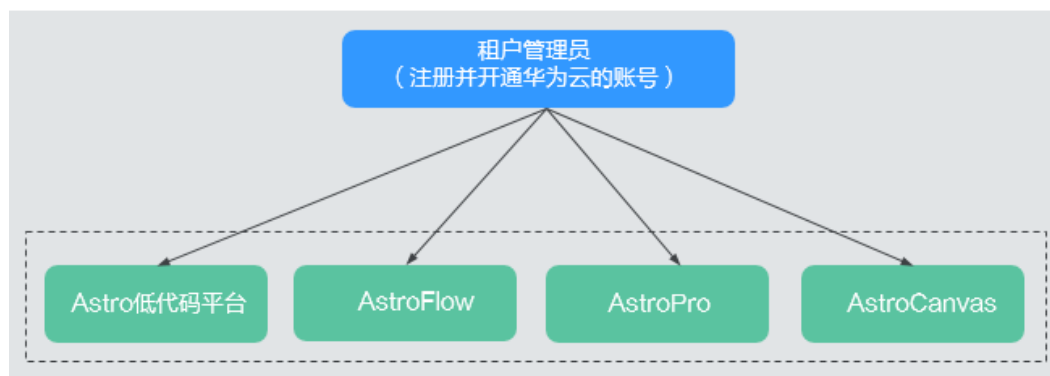 租户管理员
（注册并开通华为云的账号）
Astro低代码平台
AstroFlow
AstroPro
AstroCanvas